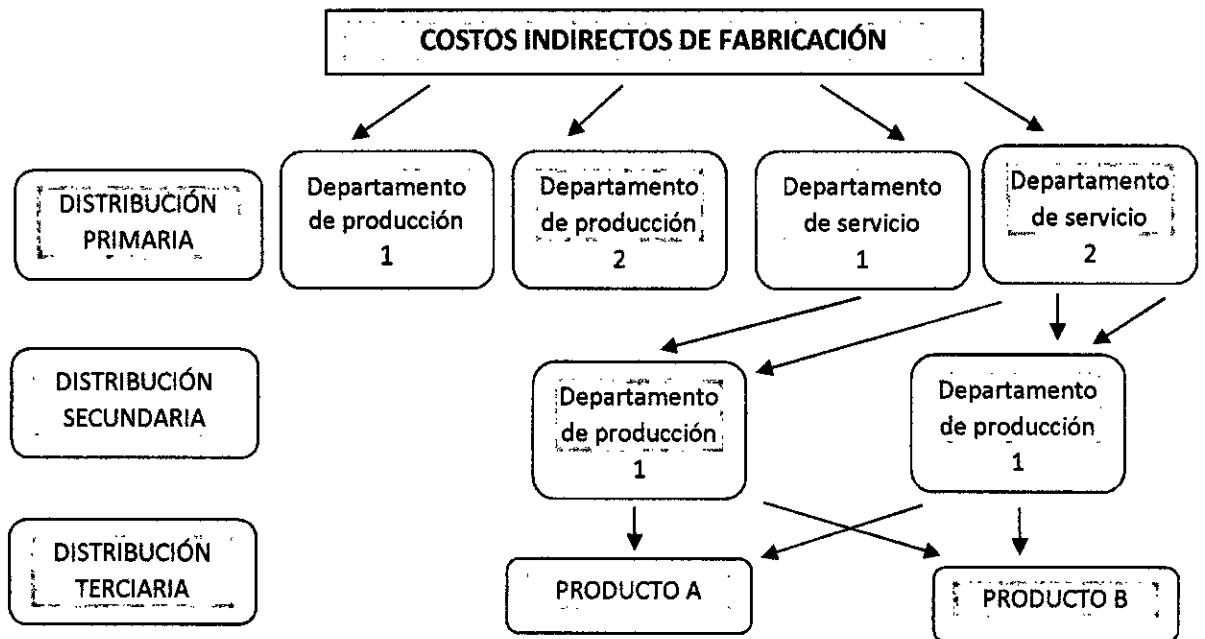 COSTOS INDIRECTOS DE FABRICACIÓN
DISTRIBUCIÓN
PRIMARIA
Departamento
de producción
1
Departamento
de producción
2
Departamento
de servicio
1
Departamento
de servicio
2
DISTRIBUCIÓN
SECUNDARIA
Departamento
de producción
1
Departamento
de producción
1
DISTRIBUCIÓN
TERCIARIA
PRODUCTO A
PRODUCTO B